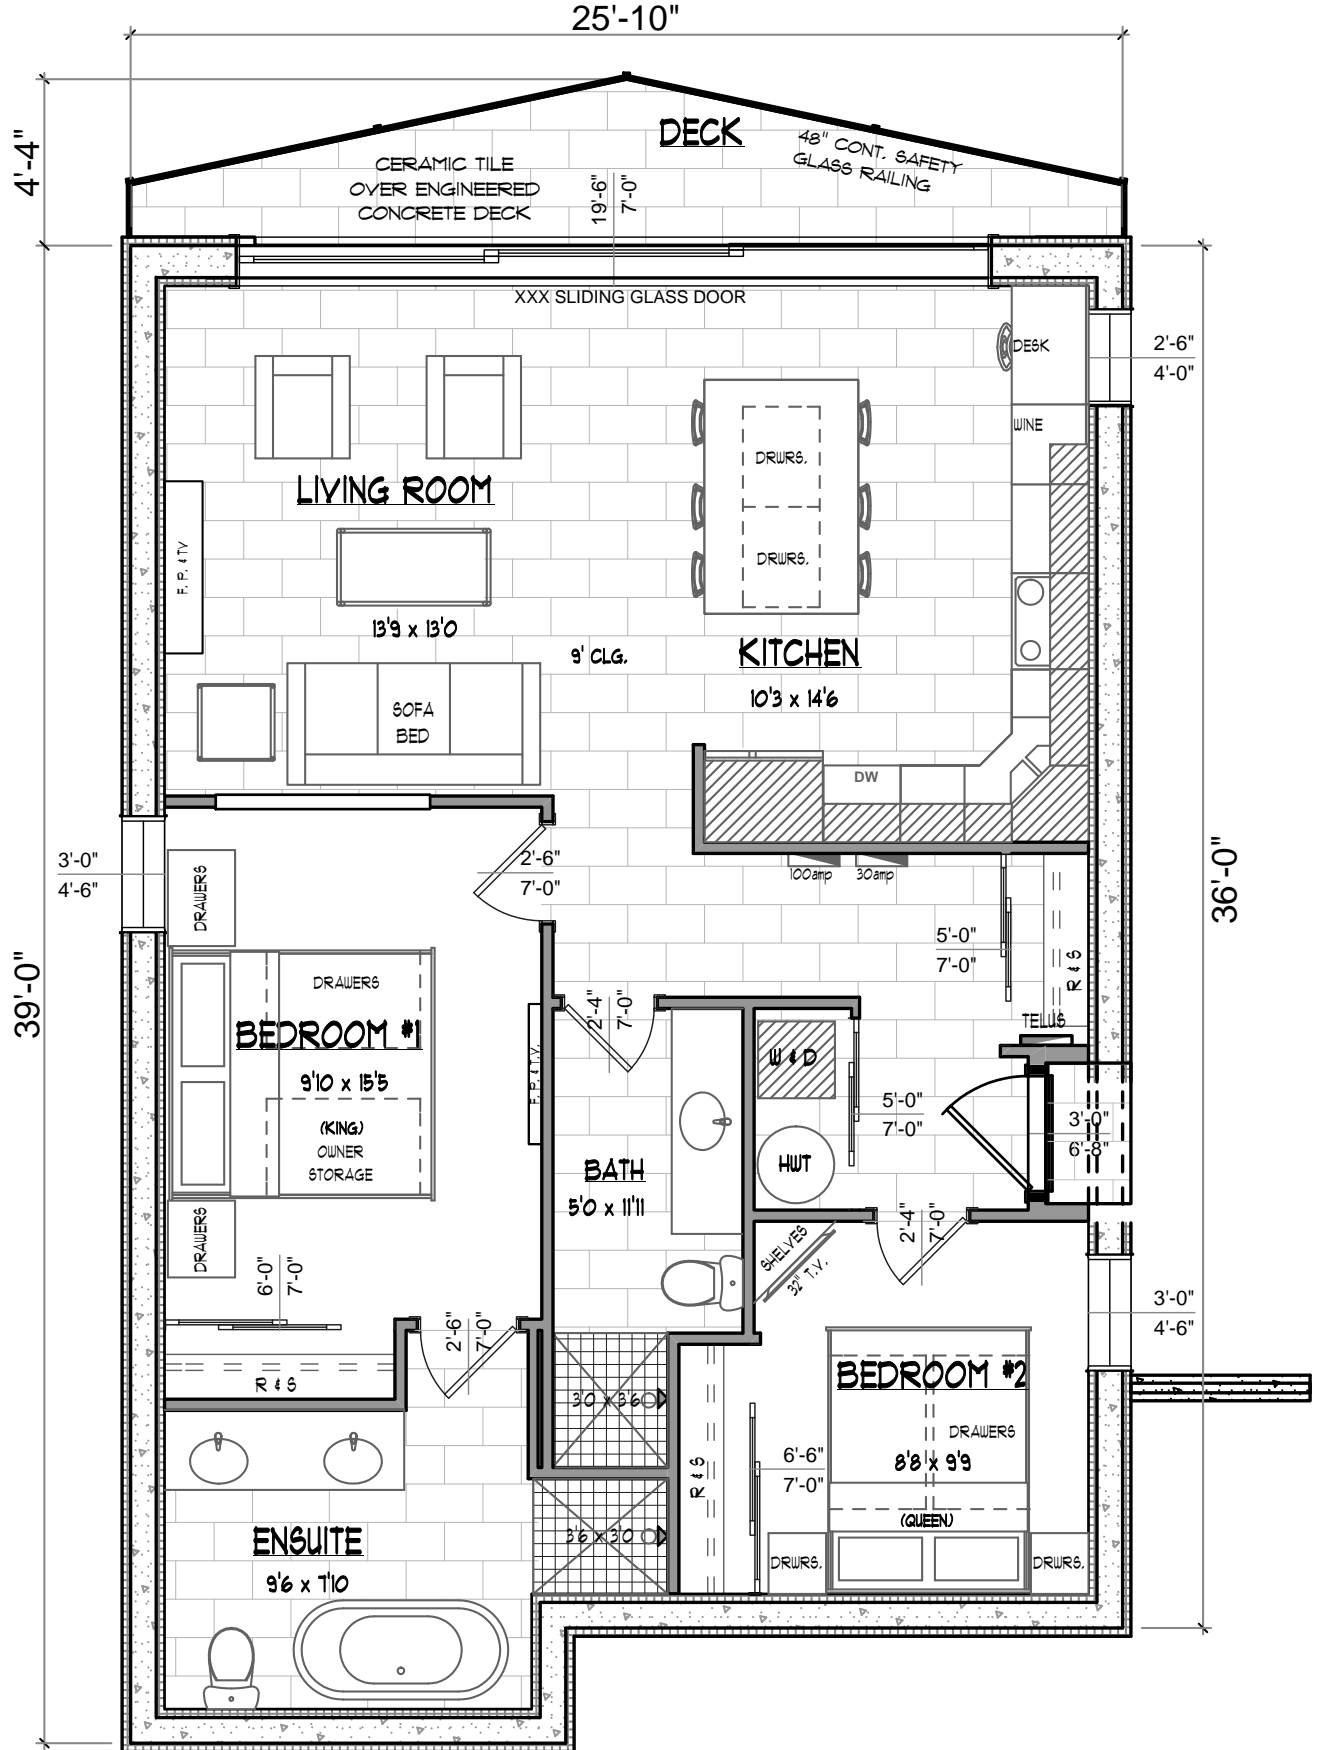 25'-10"
4'-4"
DECK
48" CONT. SAFETY
GLASS RAILING
CERAMIC TILE
OVER ENGINEERED
CONCRETE DECK
19'-6"
7'-0"
XXX SLIDING GLASS DOOR
DESK
2'-6"
4'-0"
WINE
DRWRS.
LIVING ROOM
F.P. & TV
DRWRS.
13'9 x 13'0
9' CLG.
KITCHEN
10'3 x 14'6
SOFA
BED
DW
3'-0"
4'-6"
DRAWERS
2'-6"
7'-0"
100amp
30amp
36'-0"
39'-0"
5'-0"
7'-0"
R & S
DRAWERS
BEDROOM #1
9'10 x 15'5
(KING)
OWNER
STORAGE
F.P. & T.V.
2'-4"
7'-0"
TELUS
W & D
5'-0"
7'-0"
3'-0"
6'-8"
HWT
BATH
5'0 x 11'11
DRAWERS
6'-0"
7'-0"
SHELVES
32" T.V.
2'-4"
7'-0"
3'-0"
4'-6"
2'-6"
7'-0"
R & S
3'0 x 3'6
BEDROOM #2
DRAWERS
8'8 x 9'9
6'-6"
7'-0"
R & S
(QUEEN)
ENSUITE
9'6 x 7'10
3'6 x 3'0
DRWRS.
DRWRS.